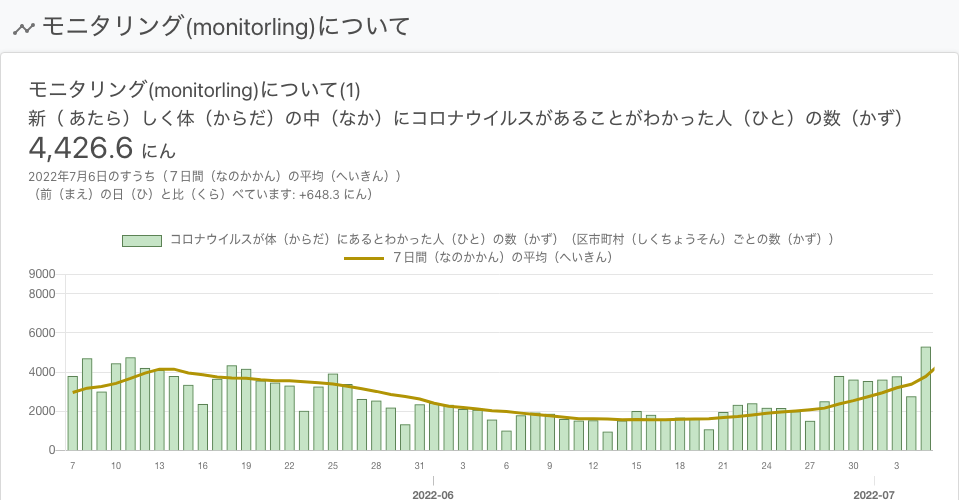 モニタリング(monitorling)について
モニタリング(monitorling)について(1)
新（ あたら）しく体（からだ）の中（なか）にコロナウイルスがあることがわかった人（ひと）の数（かず）
4,426.6 にん
2022年7月6日のすうち（７日間（なのかかん）の平均（へいきん））
（前（まえ）の日（ひ）と比（くら）べています: +648.3 にん）
コロナウイルスが体（からだ）にあるとわかった人（ひと）の数（かず）（区市町村（しくちょうそん）ごとの数（かず））
７日間（なのかかん）の平均（へいきん）
9000
8000
6000
4000
2000
0
7 10 13 16 19 22 25 28 31 3 6 9 12 15 18 21 24 27 30 3
2022-06 2022-07